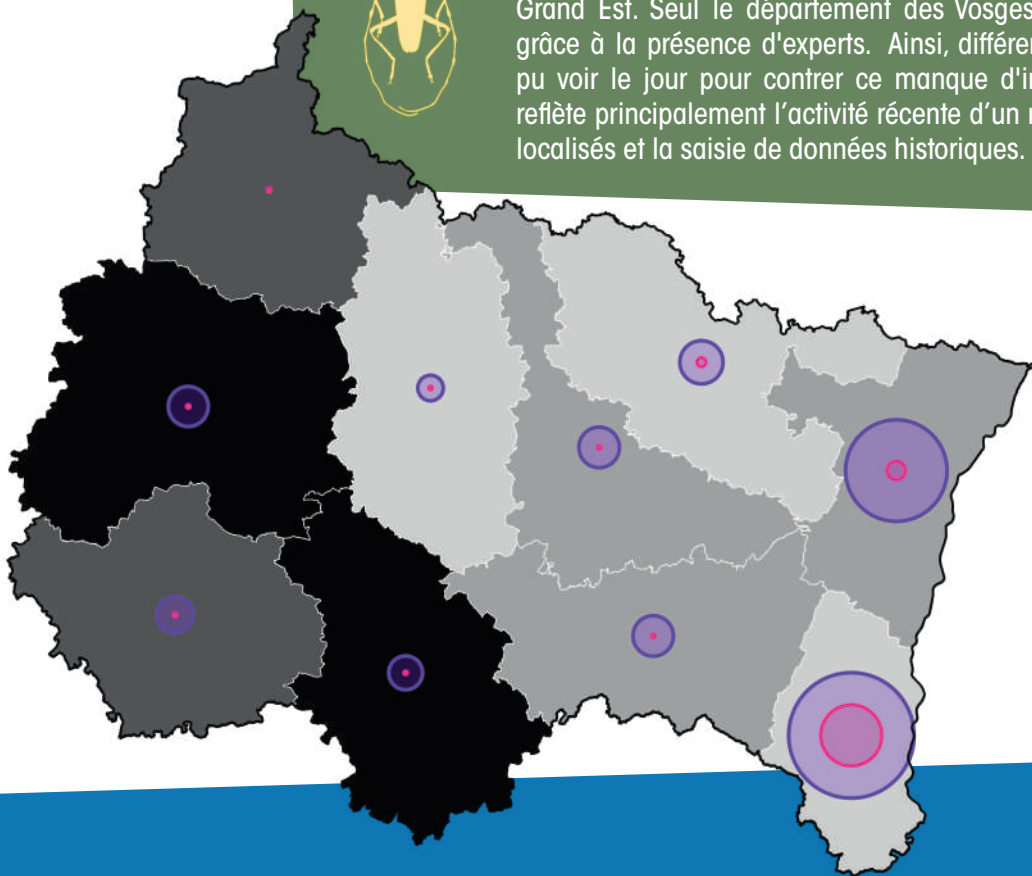 Grand Est. Seul le département des Vosges
grâce à la présence d'experts. Ainsi, différen
pu voir le jour pour contrer ce manque d'in
reflète principalement l'activité récente d'un
localisés et la saisie de données historiques.